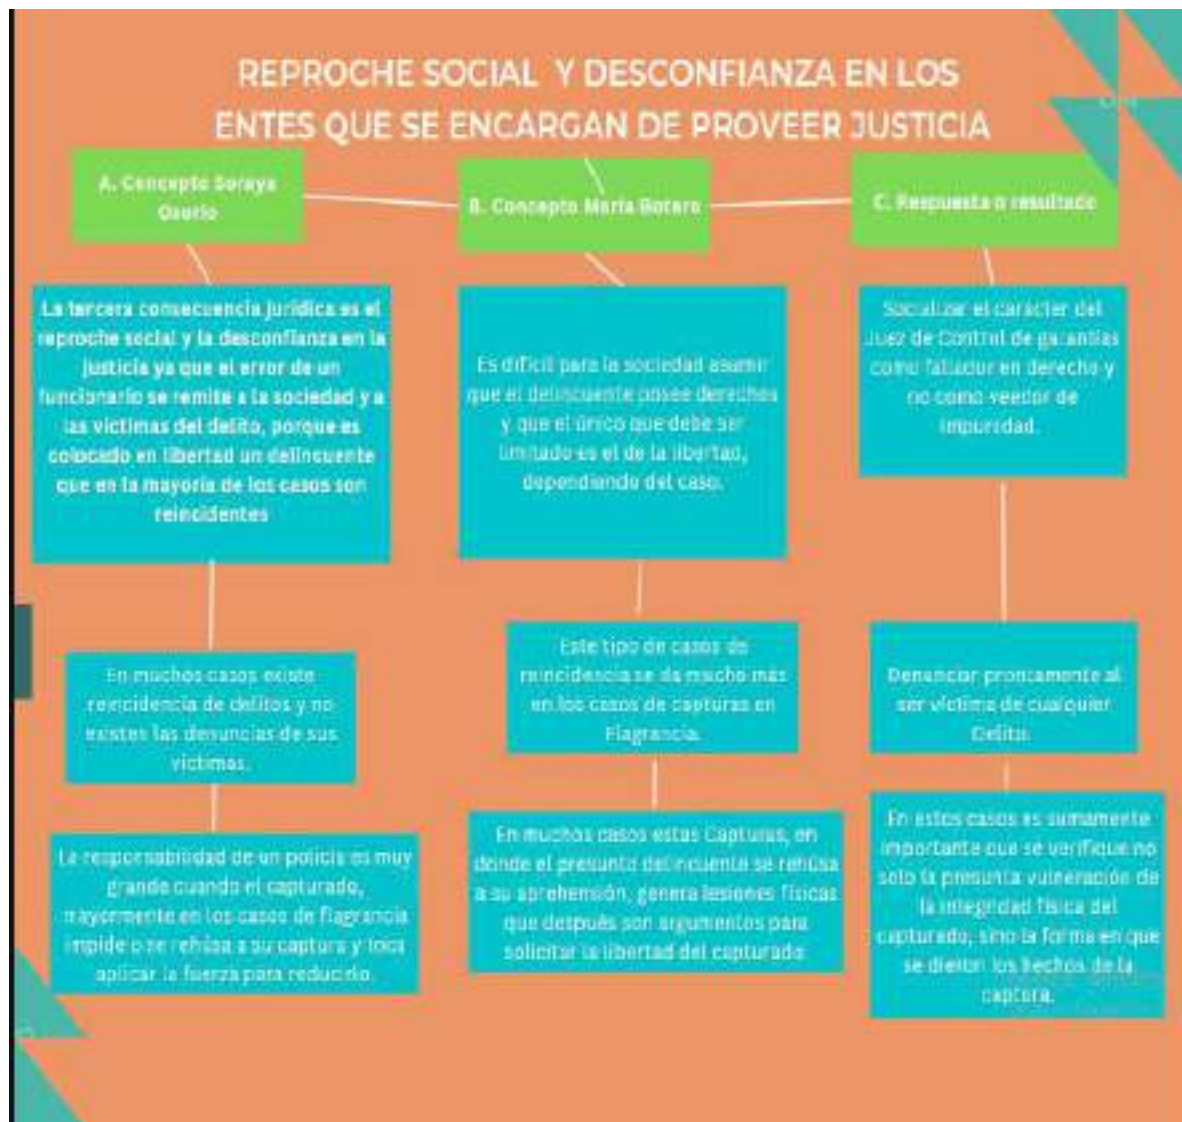 REPROCHE SOCIAL Y DESCONFIANZA EN LOS
ENTES QUE SE ENCARGAN DE PROVEER JUSTICIA
A. Concepto Soraya
Osorio
La tercera consecuencia jurídica es el
reproche social y la desconfianza en la
justicia ya que el error de un
funcionario se remite a la sociedad y a
las víctimas del delito, porque es
colocado en libertad un delincuente
que en la mayoría de los casos son
reincidentes
En muchos casos existe
reincidencia de delitos y no
existen las denuncias de sus
víctimas.
La responsabilidad de un policía es muy
grande cuando el capturado,
mayormente en los casos de flagrancia
impide o se rehúsa a su captura y toca
aplicar la fuerza para reducirlo.
B. Concepto María Botero
Es difícil para la sociedad asumir
que el delincuente posee derechos
y que el único que debe ser
limitado es el de la libertad,
dependiendo del caso.
Este tipo de casos de
reincidencia se da mucho más
en los casos de capturas en
Flagrancia.
En muchos casos estas Capturas, en
donde el presunto delincuente se rehúsa
a su aprehensión, genera lesiones físicas
que después son argumentos para
solicitar la libertad del capturado
C. Respuesta o resultado
Socializar el carácter del
Juez de Control de garantías
como fallador en derecho y
no como veedor de
impunidad.
Denunciar prontamente al
ser víctima de cualquier
Delito.
En estos casos es sumamente
importante que se verifique no
solo la presunta vulneración de
la integridad física del
capturado, sino la forma en que
se dieron los hechos de la
captura.